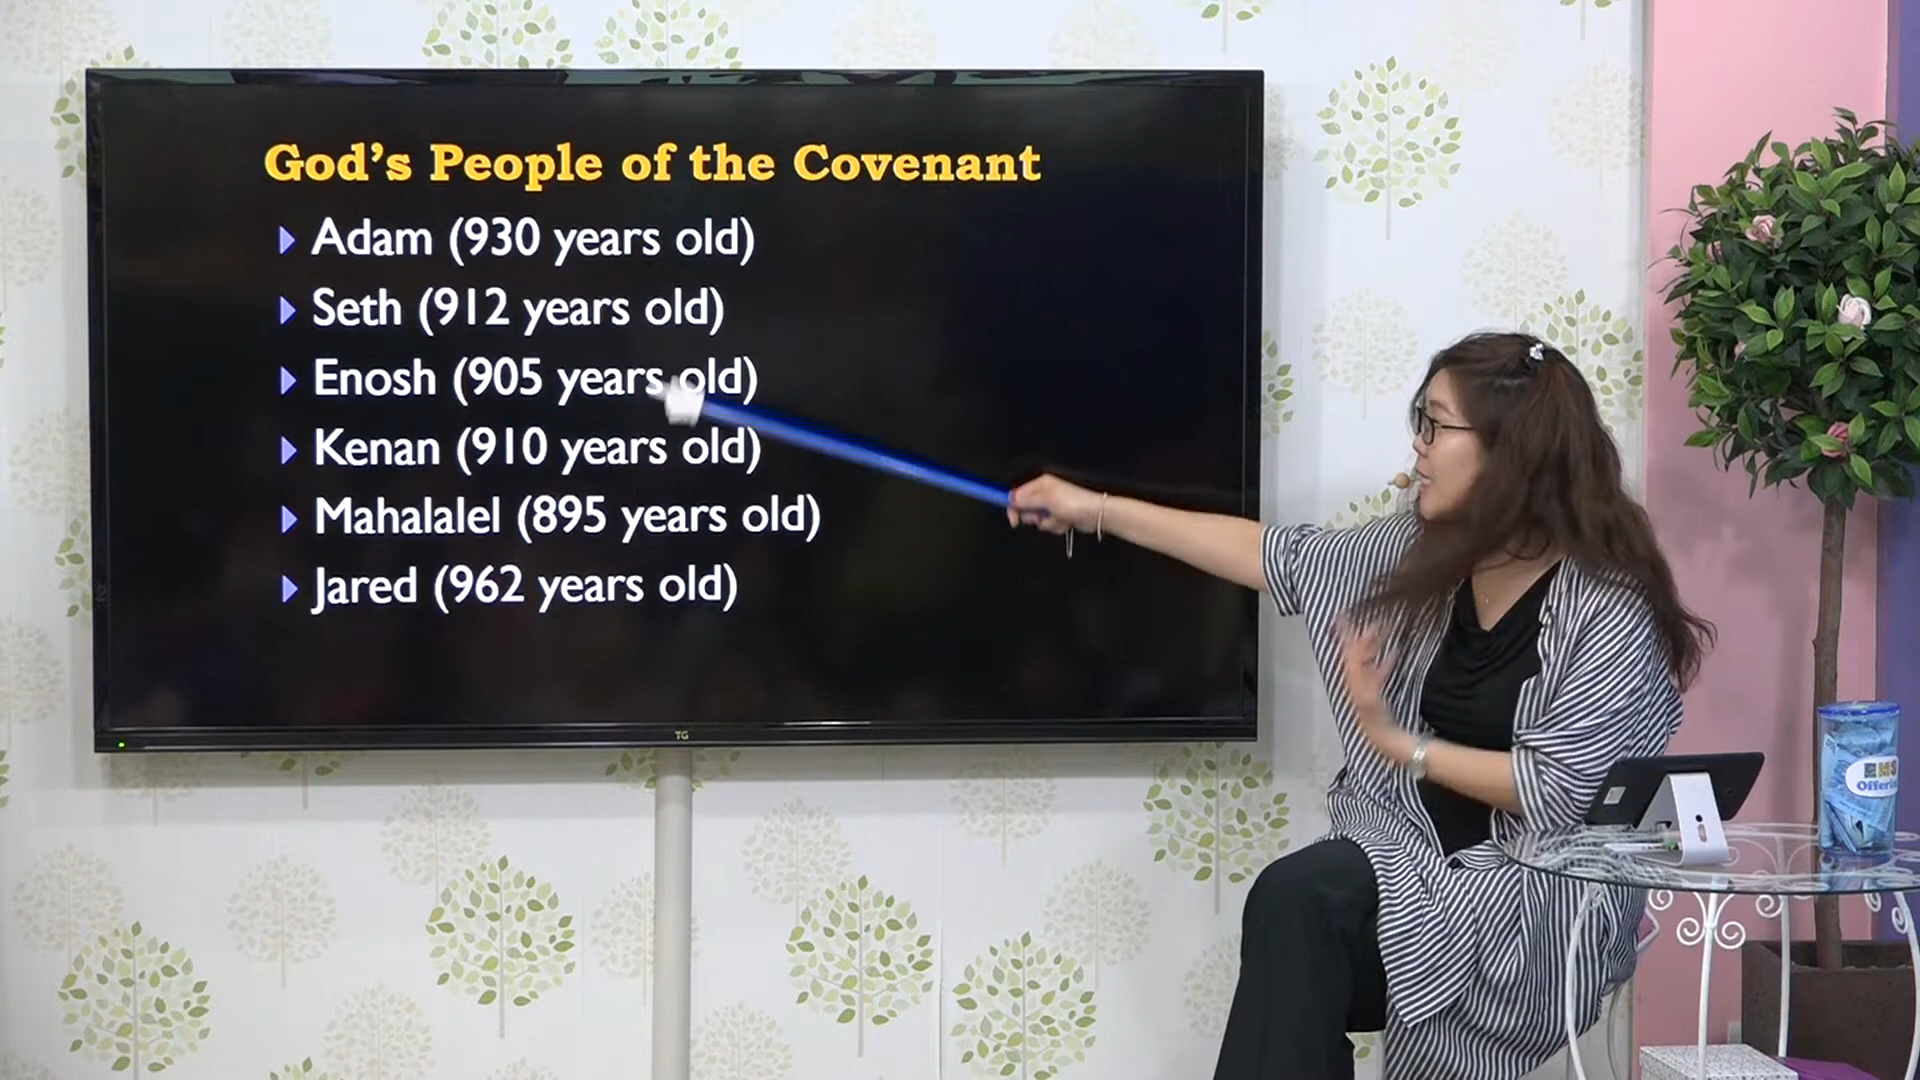 God's People of the Covenant
Adam (930 years old)
Seth (912 years old)
Enosh (905 years old)
Kenan (910 years old)
Mahalalel (895 years old)
Jared (962 years old)
TG